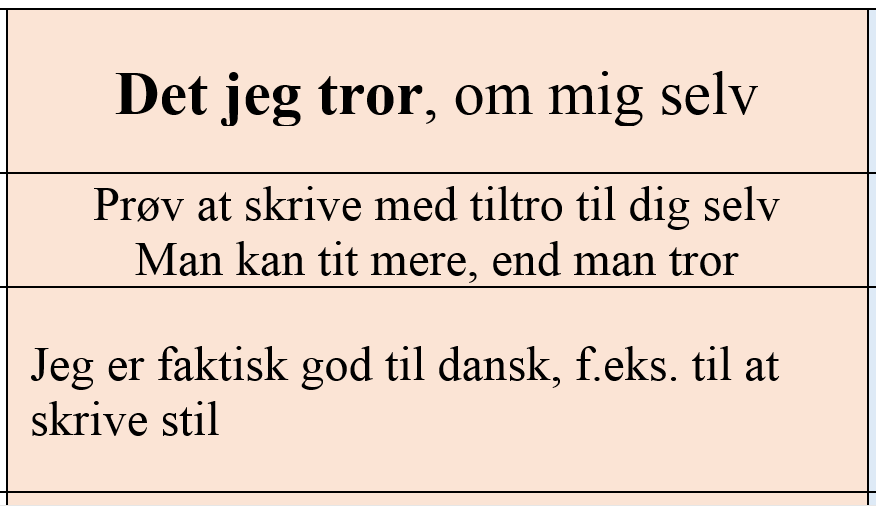 Det jeg tror, om mig selv
Prøv at skrive med tiltro til dig selv
Man kan tit mere, end man tror
Jeg er faktisk god til dansk, f.eks. til at
skrive stil